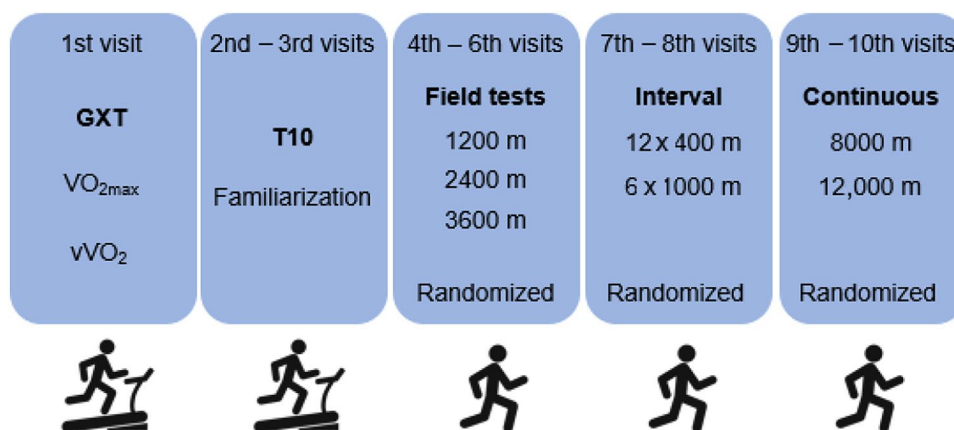 1st visit
GXT
VO2max
vVO2
2nd – 3rd visits
T10
Familiarization
4th – 6th visits
Field tests
1200 m
2400 m
3600 m
Randomized
7th – 8th visits
Interval
12 x 400 m
6 x 1000 m
Randomized
9th – 10th visits
Continuous
8000 m
12,000 m
Randomized